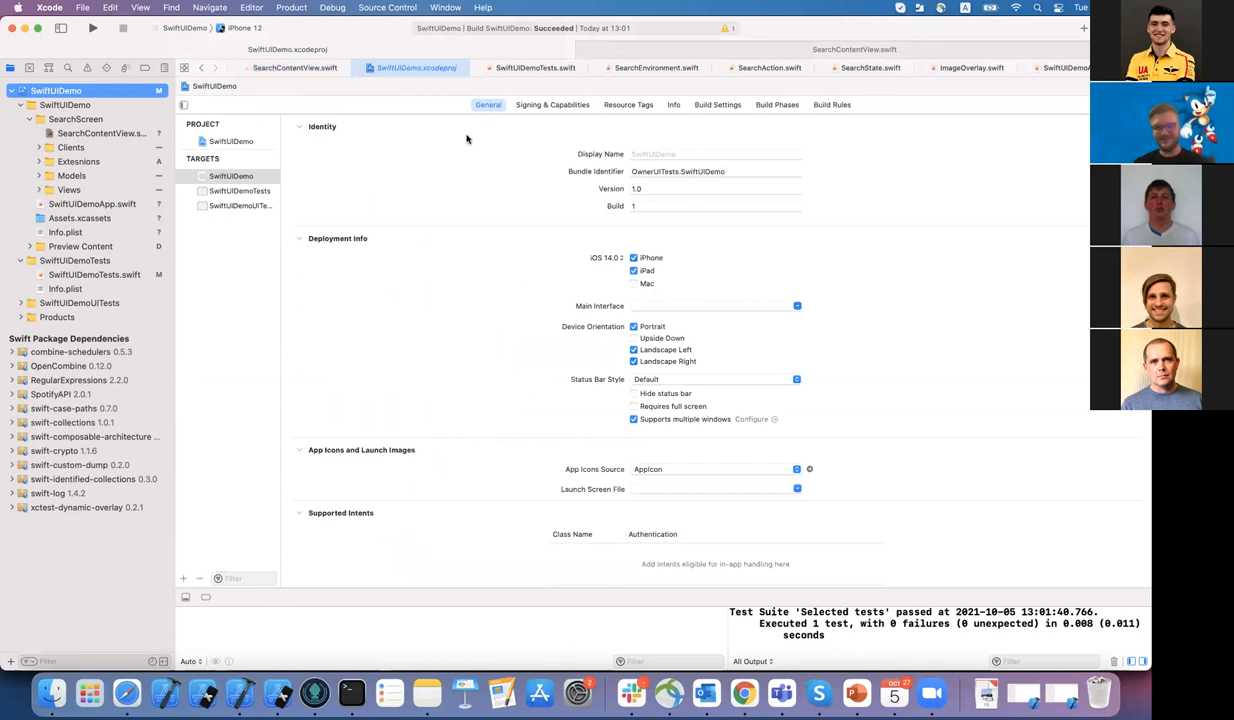 Xcode File Edit View Find Navigate Editor Product Debug Source Control Window Help
Tue
SwiftUIDemo iPhone 12
SwiftUIDemo | Build SwiftUIDemo: Succeeded | Today at 13:01
1
SwiftUIDemo.xcodeproj
SearchContentView.swift
SearchContentView.swift
SwiftUIDemo.xcodeproj
SwiftUIDemoTests.swift
SearchEnvironment.swift
SearchAction.swift
SearchState.swift
ImageOverlay.swift
SwiftUIDemoA
SwiftUIDemo M
SwiftUIDemo
SearchScreen
SearchContentView.s... ?
Clients
Extesnions A
Models
Views
SwiftUIDemoApp.swift ?
Assets.xcassets ?
Info.plist ?
Preview Content D
SwiftUIDemoTests
SwiftUIDemoTests.swift M
Info.plist
SwiftUIDemoUITests
Products
Swift Package Dependencies
combine-schedulers 0.5.3
OpenCombine 0.12.0
RegularExpressions 2.2.0
SpotifyAPI 2.0.1
swift-case-paths 0.7.0
swift-collections 1.0.1
swift-composable-architecture ...
swift-crypto 1.1.6
swift-custom-dump 0.2.0
swift-identified-collections 0.3.0
swift-log 1.4.2
xctest-dynamic-overlay 0.2.1
Filter
SwiftUIDemo
General Signing & Capabilities Resource Tags Info Build Settings Build Phases Build Rules
PROJECT
SwiftUIDemo
TARGETS
SwiftUIDemo
SwiftUIDemoTests
SwiftUIDemoUITe...
Filter
Identity
Display Name SwiftUIDemo
Bundle Identifier OwnerUITests.SwiftUIDemo
Version 1.0
Build 1
Deployment Info
iOS 14.0 iPhone
iPad
Mac
Main Interface
Device Orientation Portrait
Upside Down
Landscape Left
Landscape Right
Status Bar Style Default
Hide status bar
Requires full screen
Supports multiple windows Configure
App Icons and Launch Images
App Icons Source AppIcon
Launch Screen File
Supported Intents
Class Name Authentication
Add intents eligible for in-app handling here
Test Suite 'Selected tests' passed at 2021-10-05 13:01:40.766.
Executed 1 test, with 0 failures (0 unexpected) in 0.008 (0.011)
seconds
Auto
Filter
All Output
Filter
UA
2
OCT 27
5